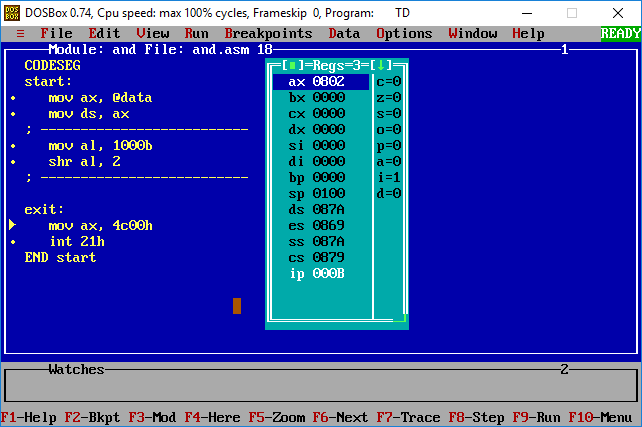 DOSBox 0.74, Cpu speed: max 100% cycles, Frameskip 0, Program: TD
≡ File Edit View Run Breakpoints Data Options Window Help READY
Module: and File: and.asm 18 1
CODESEG
start:
mov ax, @data
mov ds, ax
; --------------------------
mov al, 1000b
shr al, 2
; --------------------------
exit:
mov ax, 4c00h
int 21h
END start
[■]=Regs=3=[↓]
ax 0802 c=0
bx 0000 z=0
cx 0000 s=0
dx 0000 o=0
si 0000 p=0
di 0000 a=0
bp 0000 i=1
sp 0100 d=0
ds 087A
es 0869
ss 087A
cs 0879
ip 000B
Watches 2
F1-Help F2-Bkpt F3-Mod F4-Here F5-Zoom F6-Next F7-Trace F8-Step F9-Run F10-Menu